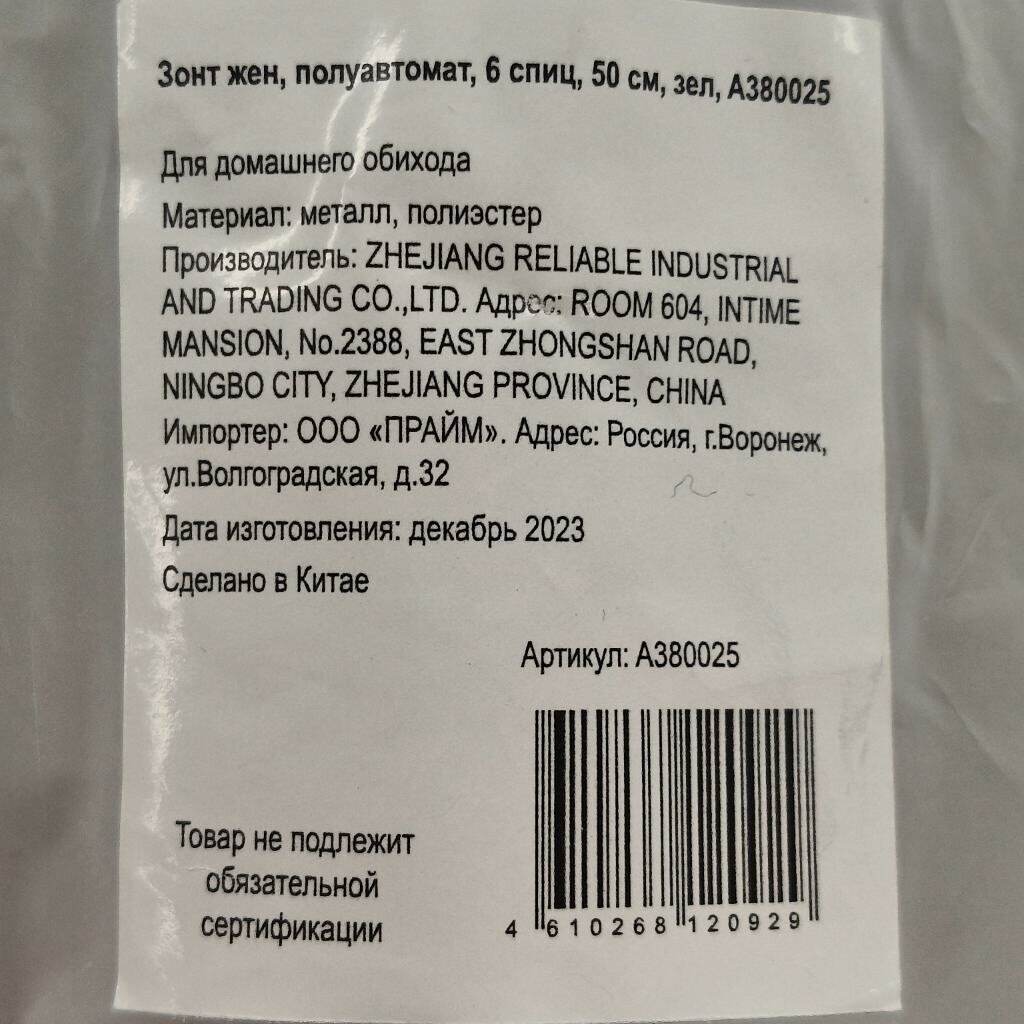 Зонт жен, полуавтомат, 6 спиц, 50 см, зел, А380025
Для домашнего обихода
Материал: металл, полиэстер
Производитель: ZHEJIANG RELIABLE INDUSTRIAL
AND TRADING CO.,LTD. Адрес: ROOM 604, INTIME
MANSION, No.2388, EAST ZHONGSHAN ROAD,
NINGBO CITY, ZHEJIANG PROVINCE, CHINA
Импортер: ООО «ПРАЙМ». Адрес: Россия, г.Воронеж,
ул.Волгоградская, д.32
Дата изготовления: декабрь 2023
Сделано в Китае
Артикул: А380025
Товар не подлежит
обязательной
сертификации
4 610268 120929